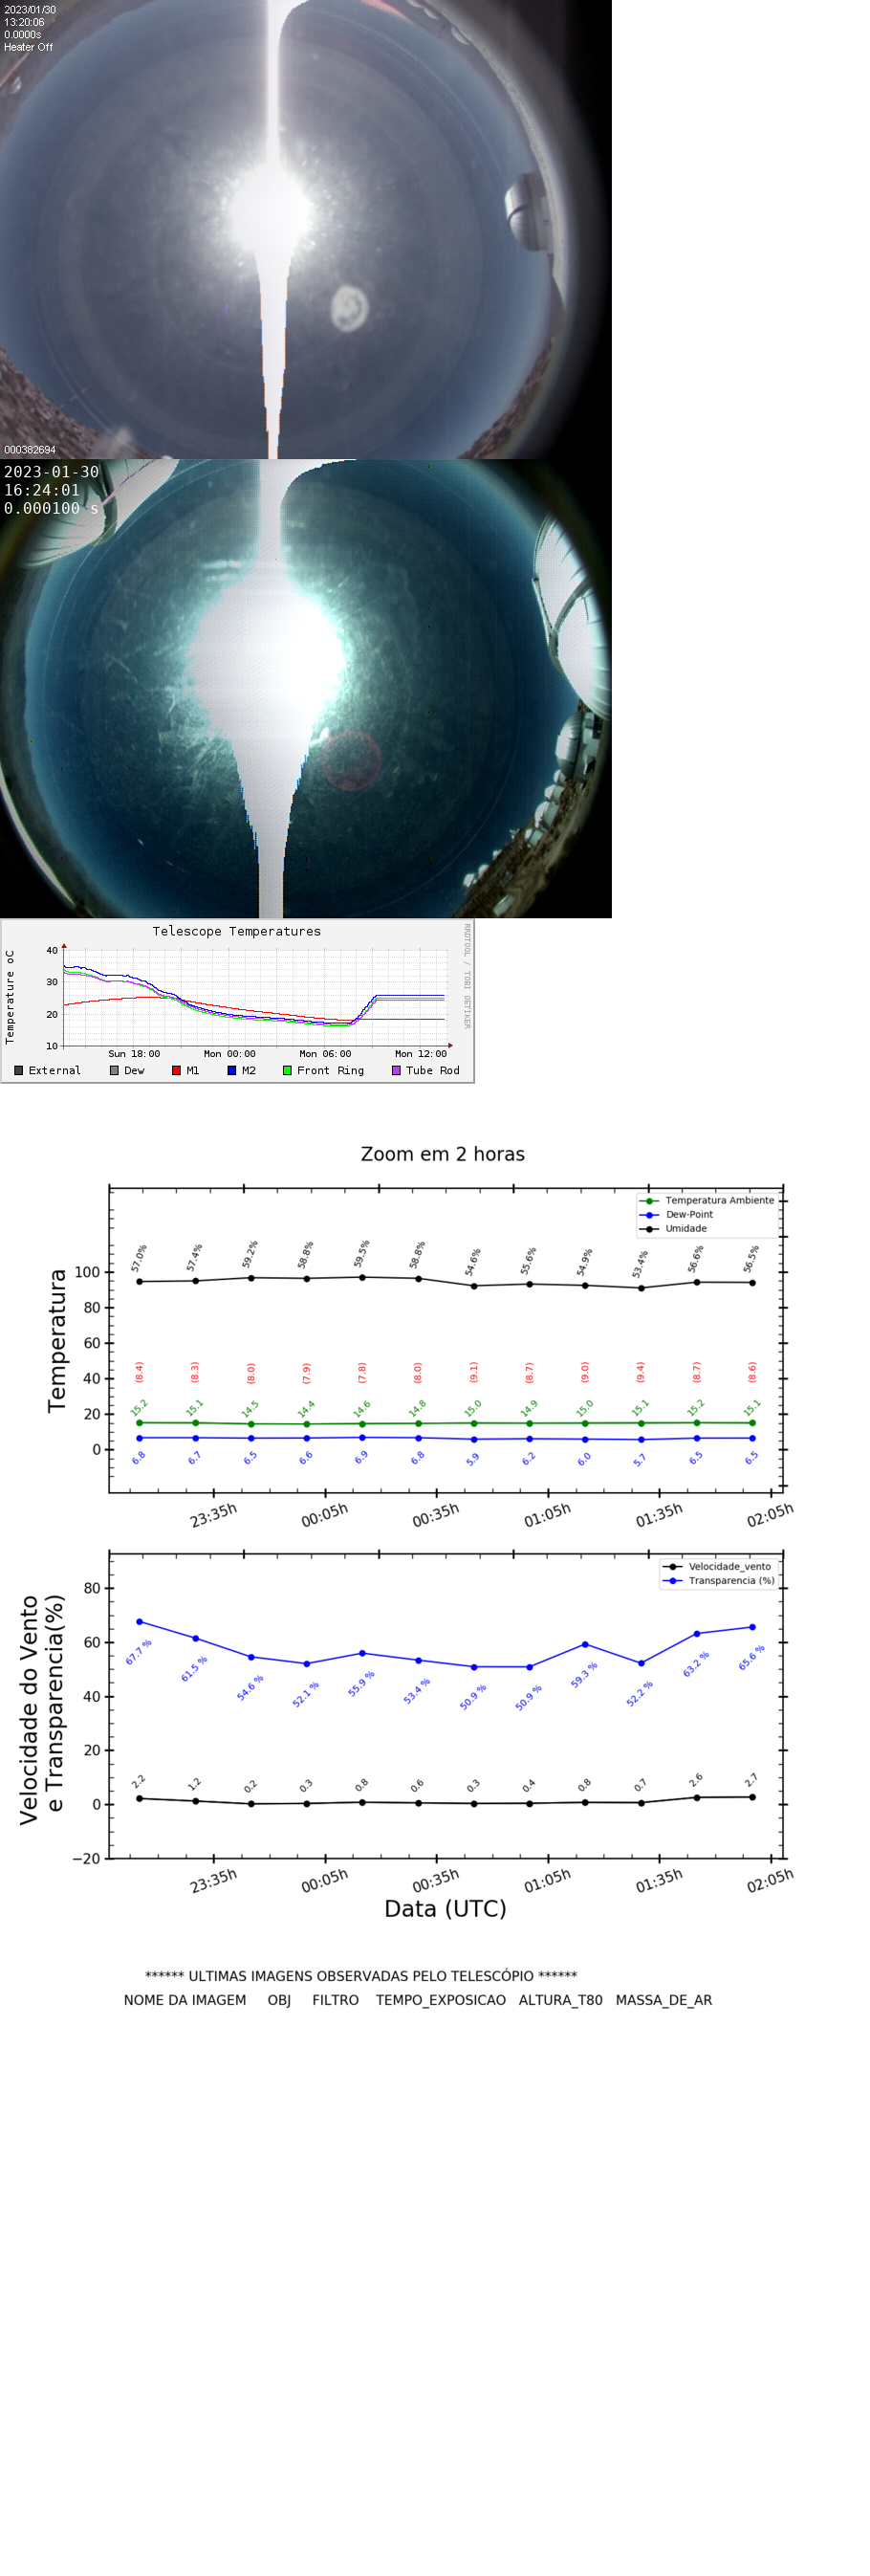 2023/01/30
13:20:06
0.0000s
Heater Off
000382694
2023-01-30
16:24:01
0.000100 s
Telescope Temperatures
RRDTOOL / TOBI OETIKER
Temperature oC
40
30
20
10
Sun 18:00 Mon 00:00 Mon 06:00 Mon 12:00
External Dew M1 M2 Front Ring Tube Rod
Zoom em 2 horas
Temperatura Ambiente
Dew-Point
Umidade
Temperatura
57.0% 57.4% 59.2% 58.8% 59.5% 58.8% 54.6% 55.6% 54.9% 53.4% 56.6% 56.5%
100
80
60
40
20
0
(8.4) (8.3) (8.0) (7.9) (7.8) (8.0) (9.1) (8.7) (9.0) (9.4) (8.7) (8.6)
15.2 15.1 14.5 14.4 14.6 14.8 15.0 14.9 15.0 15.1 15.2 15.1
6.8 6.7 6.5 6.6 6.9 6.8 5.9 6.2 6.0 5.7 6.5 6.5
23:35h 00:05h 00:35h 01:05h 01:35h 02:05h
Velocidade_vento
Transparencia (%)
Velocidade do Vento
e Transparencia(%)
80
60
40
20
0
−20
67.7 % 61.5 % 54.6 % 52.1 % 55.9 % 53.4 % 50.9 % 50.9 % 59.3 % 52.2 % 63.2 % 65.6 %
2.2 1.2 0.2 0.3 0.8 0.6 0.3 0.4 0.8 0.7 2.6 2.7
23:35h 00:05h 00:35h 01:05h 01:35h 02:05h
Data (UTC)
****** ULTIMAS IMAGENS OBSERVADAS PELO TELESCÓPIO ******
NOME DA IMAGEM OBJ FILTRO TEMPO_EXPOSICAO ALTURA_T80 MASSA_DE_AR